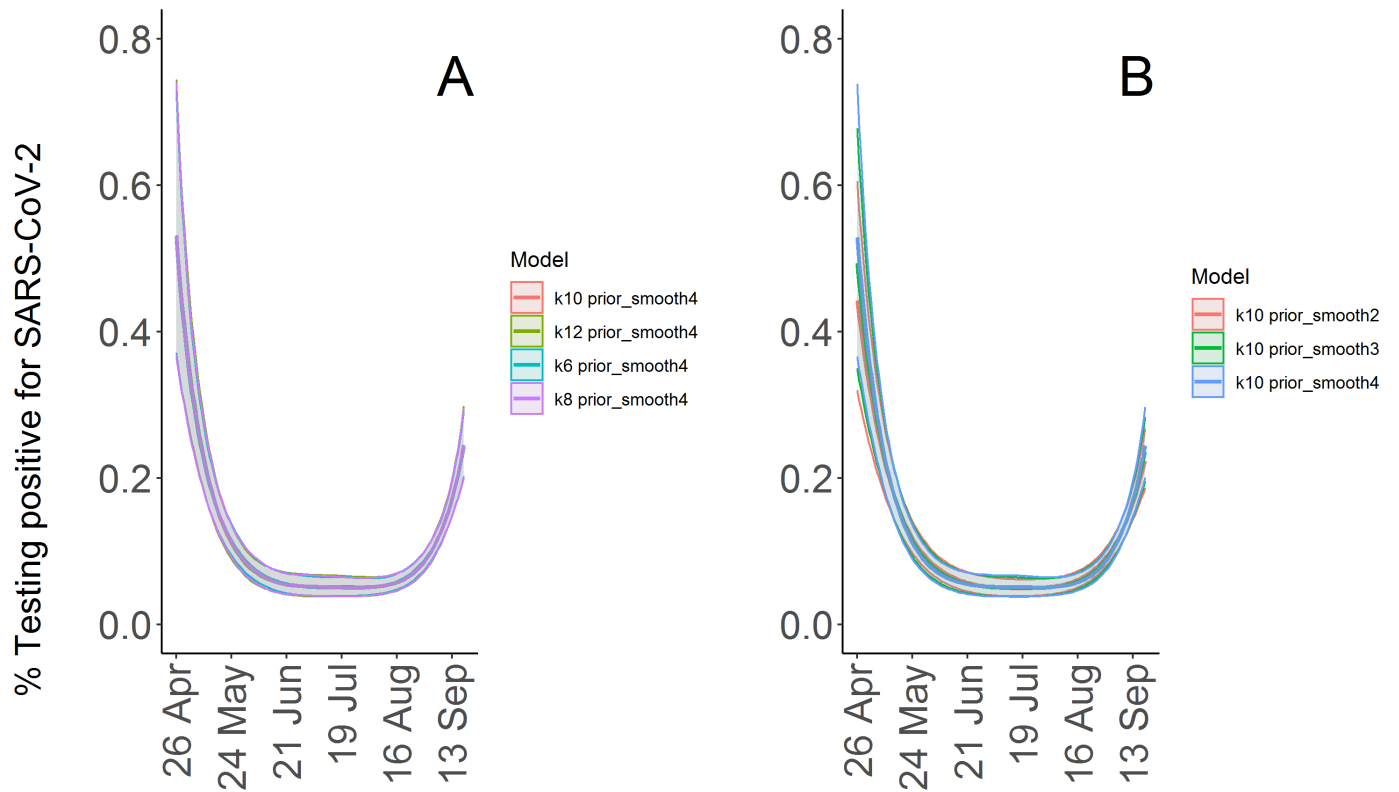 % Testing positive for SARS-CoV-2
A
0.8
0.6
0.4
0.2
0.0
26 Apr
24 May
21 Jun
19 Jul
16 Aug
13 Sep
Model
k10 prior_smooth4
k12 prior_smooth4
k6 prior_smooth4
k8 prior_smooth4
B
0.8
0.6
0.4
0.2
0.0
26 Apr
24 May
21 Jun
19 Jul
16 Aug
13 Sep
Model
k10 prior_smooth2
k10 prior_smooth3
k10 prior_smooth4